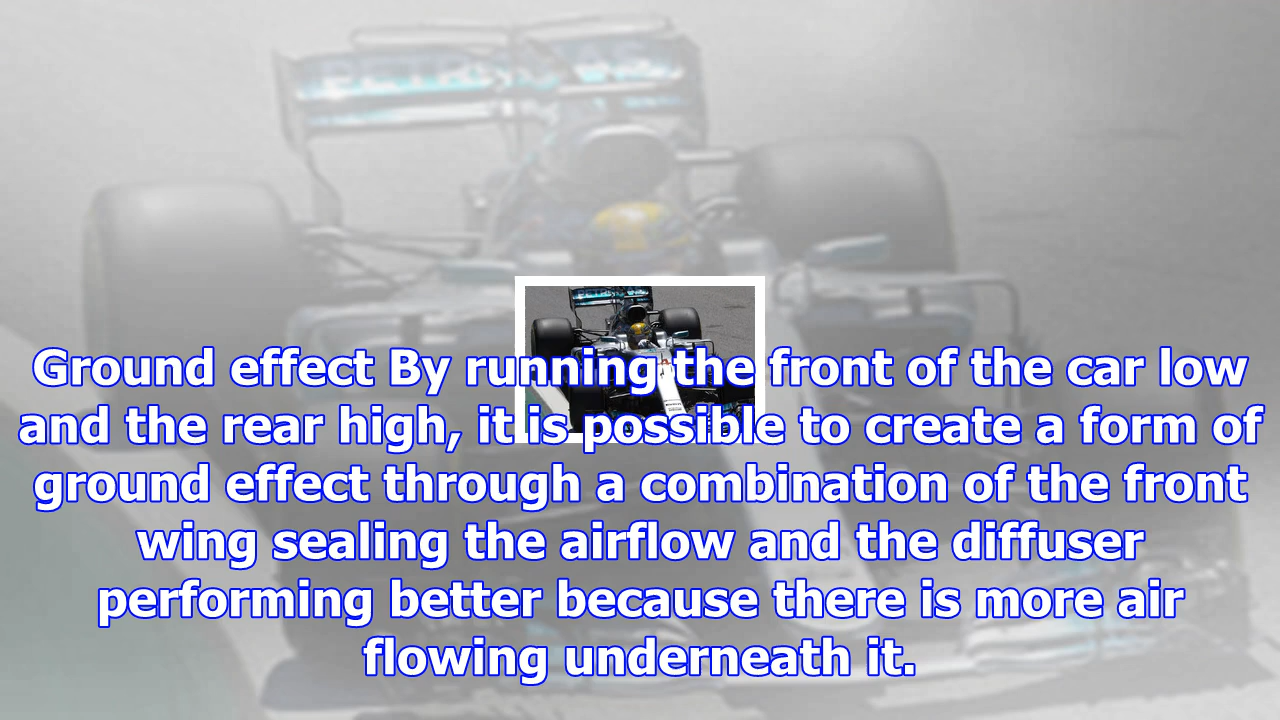 PETRONAS
Ground effect By running the front of the car low
and the rear high, it is possible to create a form of
ground effect through a combination of the front
wing sealing the airflow and the diffuser
performing better because there is more air
flowing underneath it.